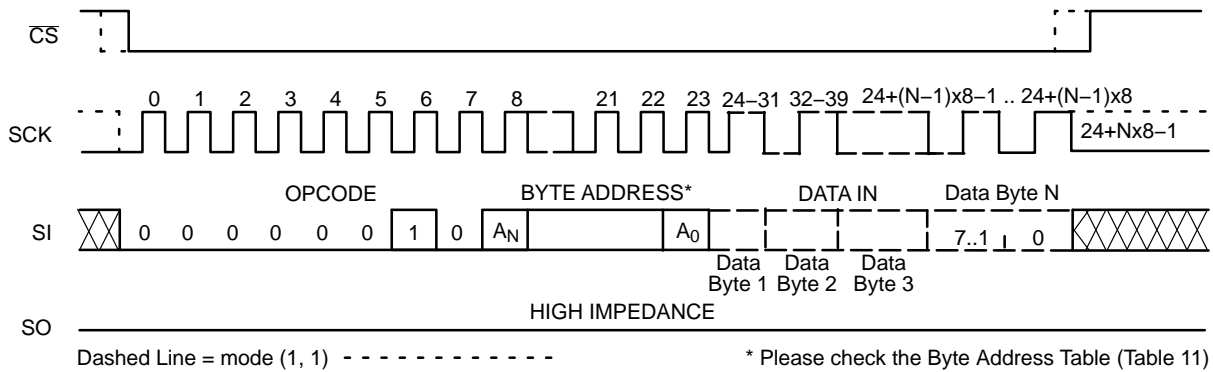 CS
SCK
0 1 2 3 4 5 6 7 8 21 22 23 24–31 32–39 24+(N–1)x8–1 .. 24+(N–1)x8
24+Nx8–1
OPCODE BYTE ADDRESS* DATA IN Data Byte N
SI
0 0 0 0 0 0 1 0 AN A0 7..1 0
Data Byte 1
Data Byte 2
Data Byte 3
HIGH IMPEDANCE
SO
Dashed Line = mode (1, 1)
* Please check the Byte Address Table (Table 11)